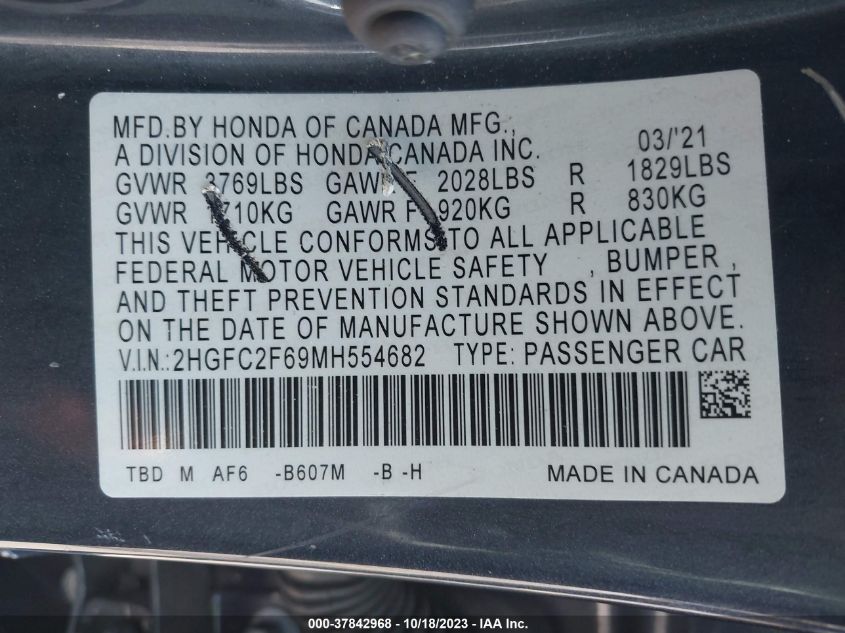 MFD.BY HONDA OF CANADA MFG.,
A DIVISION OF HONDA CANADA INC. 03/'21
GVWR 3769LBS GAWR F 2028LBS R 1829LBS
GVWR 1710KG GAWR F 920KG R 830KG
THIS VEHICLE CONFORMS TO ALL APPLICABLE
FEDERAL MOTOR VEHICLE SAFETY , BUMPER ,
AND THEFT PREVENTION STANDARDS IN EFFECT
ON THE DATE OF MANUFACTURE SHOWN ABOVE.
V.I.N.:2HGFC2F69MH554682 TYPE: PASSENGER CAR
TBD M AF6 -B607M -B -H MADE IN CANADA
000-37842968 - 10/18/2023 - IAA Inc.